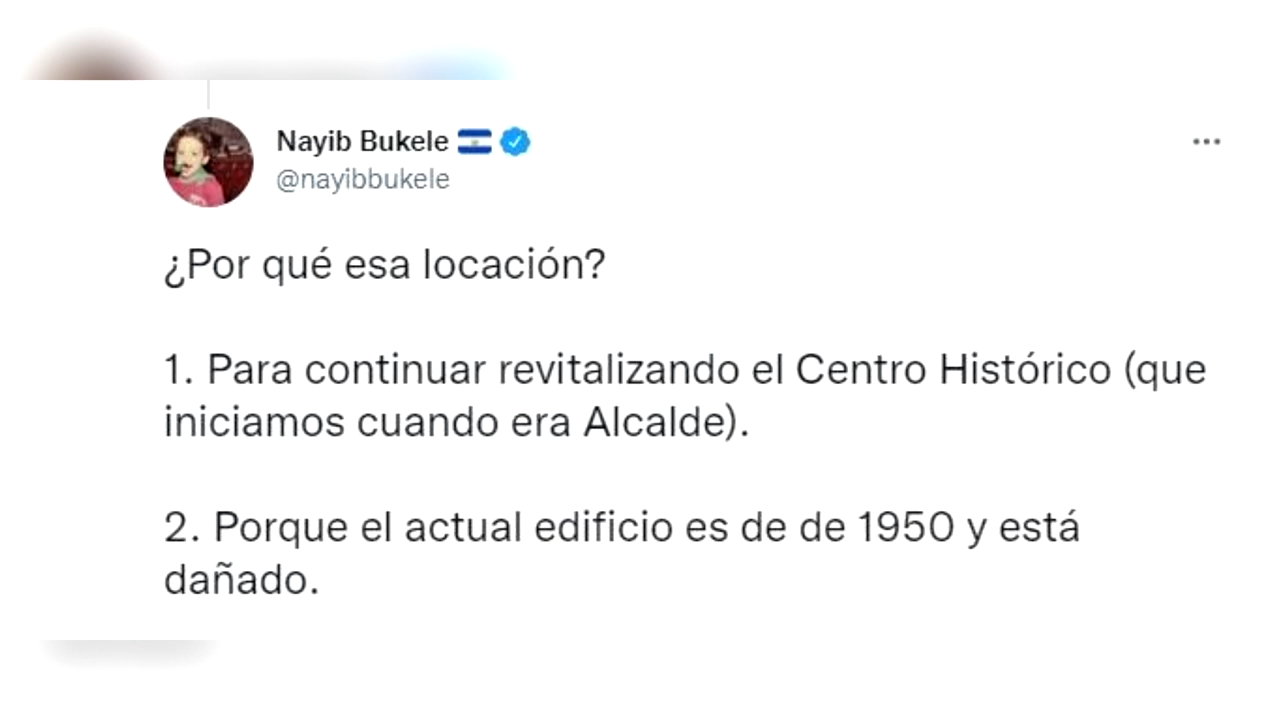 Nayib Bukele
@nayibbukele
¿Por qué esa locación?
1. Para continuar revitalizando el Centro Histórico (que
iniciamos cuando era Alcalde).
2. Porque el actual edificio es de de 1950 y está
dañado.